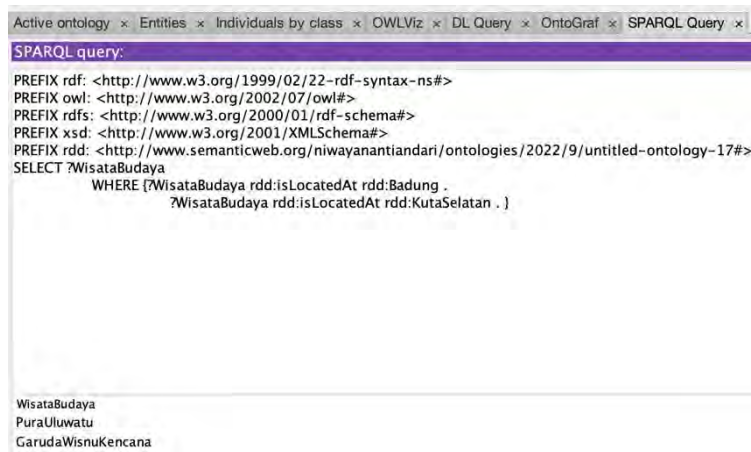 Active ontology × Entities × Individuals by class × OWLViz × DL Query × OntoGraf × SPARQL Query ×
SPARQL query:
PREFIX rdf: <http://www.w3.org/1999/02/22-rdf-syntax-ns#>
PREFIX owl: <http://www.w3.org/2002/07/owl#>
PREFIX rdfs: <http://www.w3.org/2000/01/rdf-schema#>
PREFIX xsd: <http://www.w3.org/2001/XMLSchema#>
PREFIX rdd: <http://www.semanticweb.org/niwayanantiandari/ontologies/2022/9/untitled-ontology-17#>
SELECT ?WisataBudaya
WHERE {?WisataBudaya rdd:isLocatedAt rdd:Badung .
?WisataBudaya rdd:isLocatedAt rdd:KutaSelatan . }
WisataBudaya
PuraUluwatu
GarudaWisnuKencana